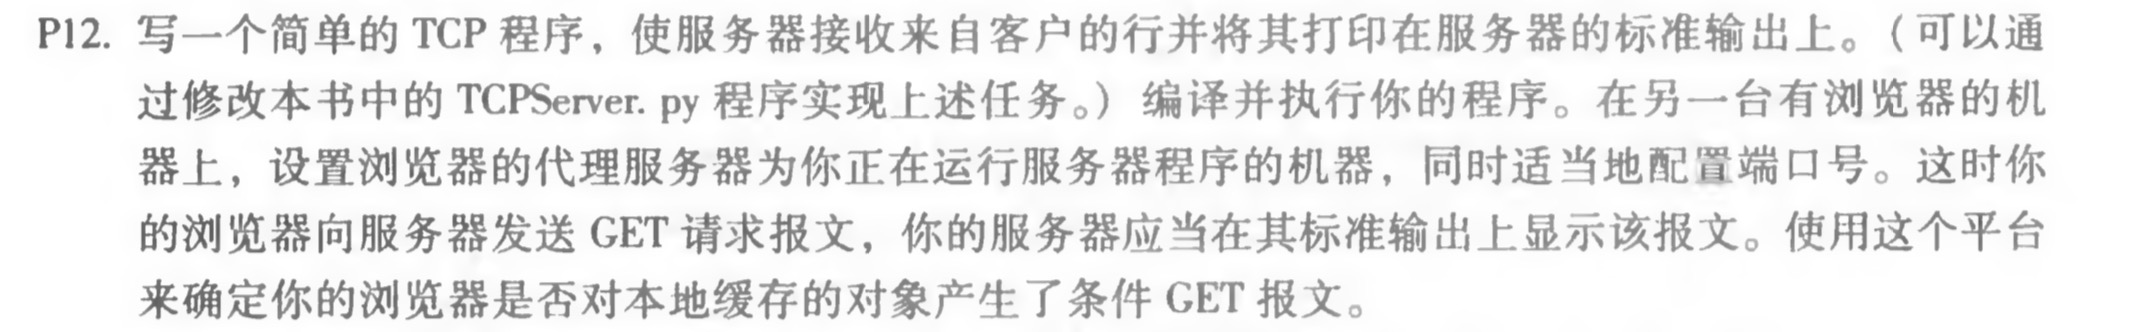 P12. 写一个简单的 TCP 程序，使服务器接收来自客户的行并将其打印在服务器的标准输出上。（可以通
过修改本书中的 TCPServer. py 程序实现上述任务。）编译并执行你的程序。在另一台有浏览器的机
器上，设置浏览器的代理服务器为你正在运行服务器程序的机器，同时适当地配置端口号。这时你
的浏览器向服务器发送 GET 请求报文，你的服务器应当在其标准输出上显示该报文。使用这个平台
来确定你的浏览器是否对本地缓存的对象产生了条件 GET 报文。